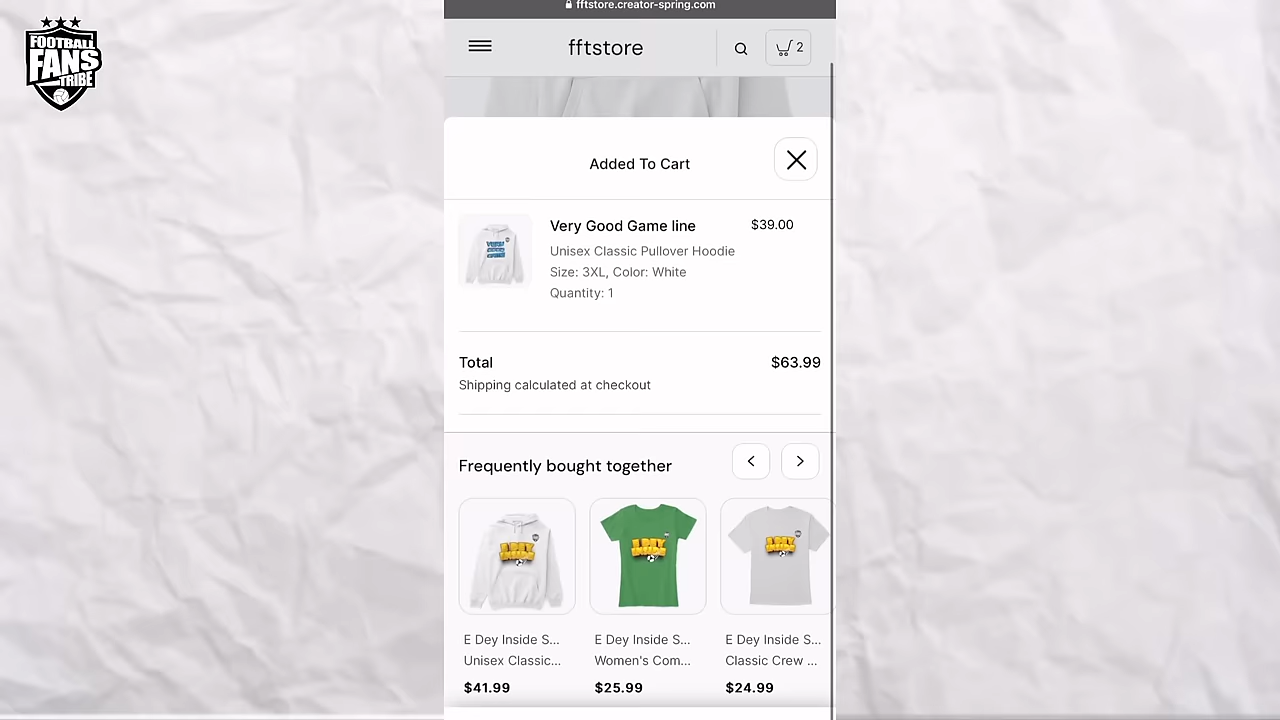 FOOTBALL
FANS
TRIBE
fftstore.creator-spring.com
fftstore
2
Added To Cart
Very Good Game line
$39.00
Unisex Classic Pullover Hoodie
Size: 3XL, Color: White
Quantity: 1
Total
$63.99
Shipping calculated at checkout
Frequently bought together
E Dey Inside S...
E Dey Inside S...
E Dey Inside S...
Unisex Classic...
Women's Com...
Classic Crew ...
$41.99
$25.99
$24.99